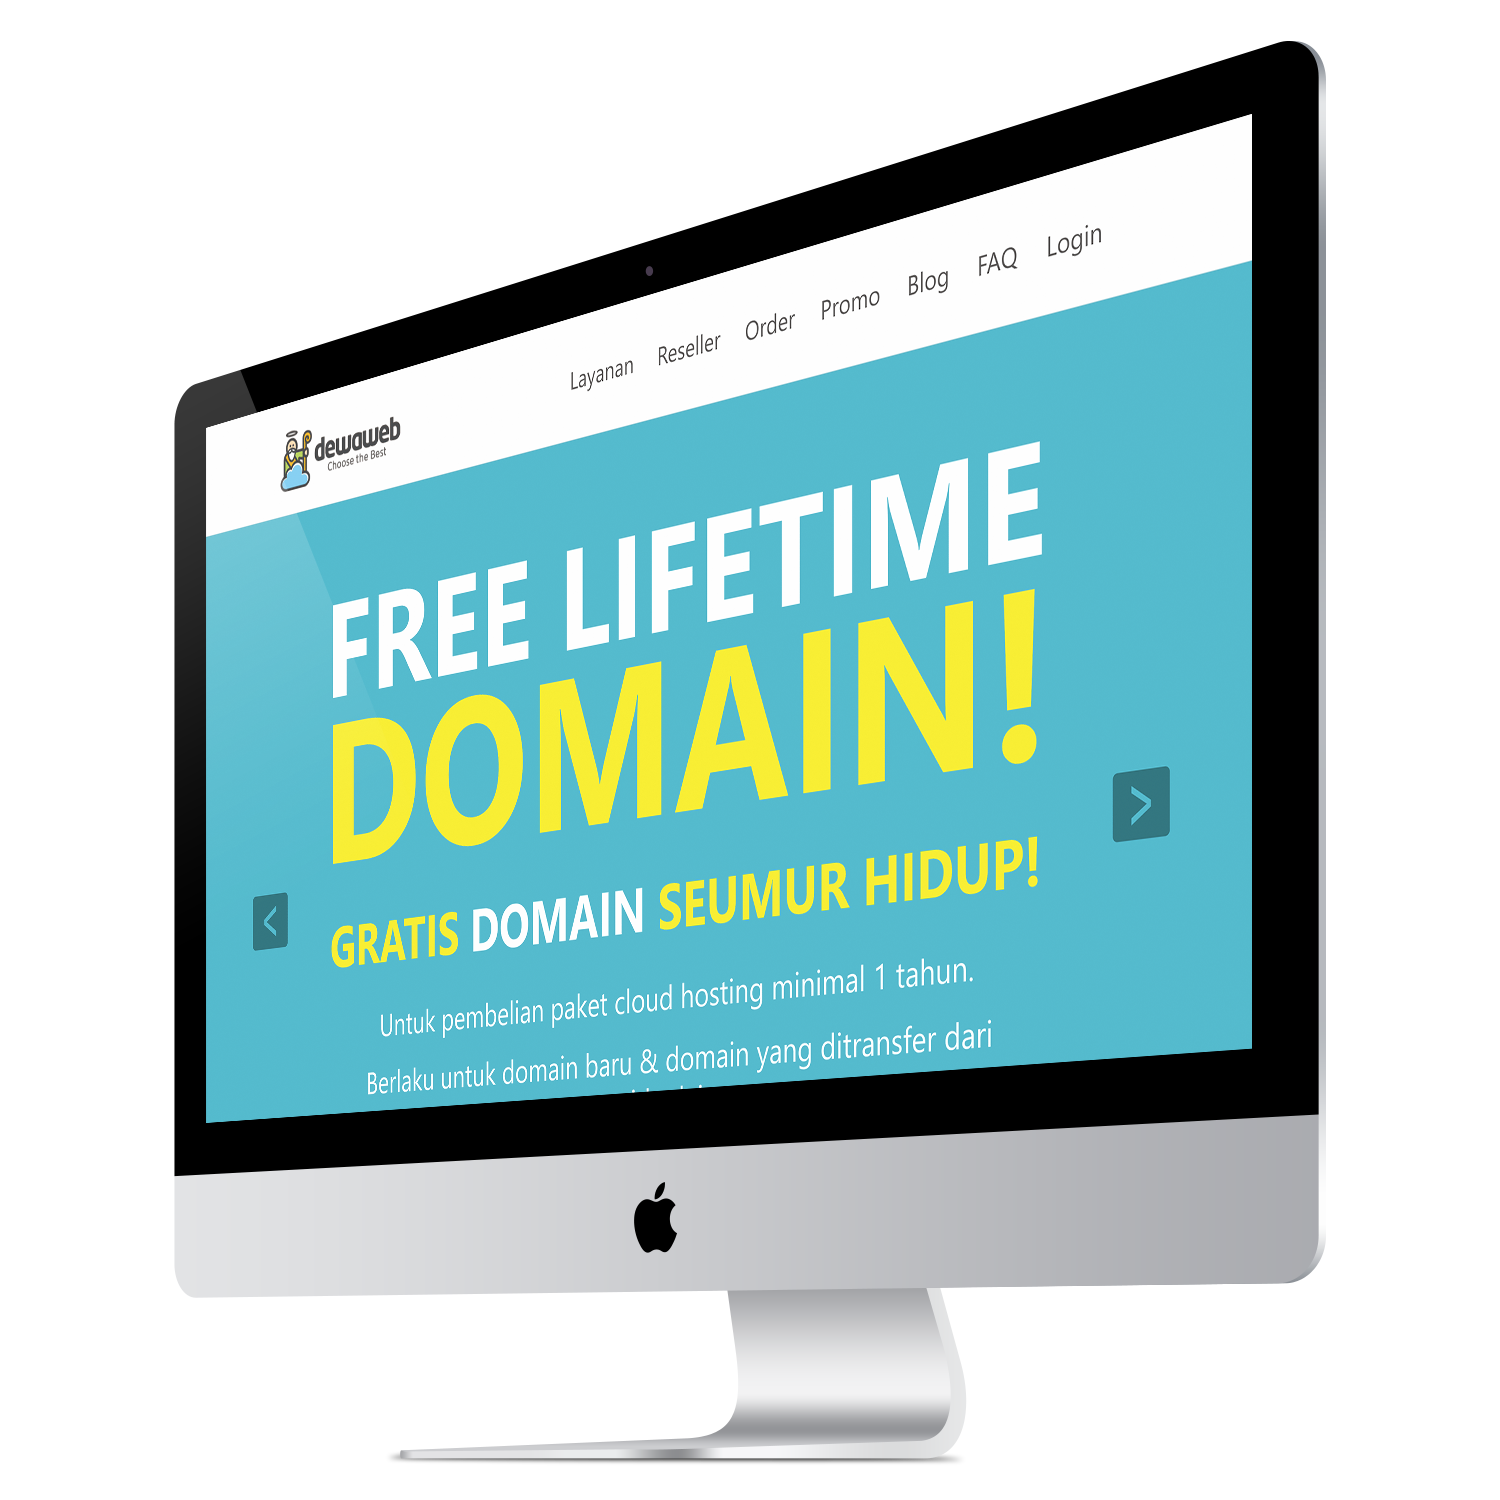 dewaweb
Choose the Best
Layanan Reseller Order Promo Blog FAQ Login
FREE LIFETIME
DOMAIN!
GRATIS DOMAIN SEUMUR HIDUP!
Untuk pembelian paket cloud hosting minimal 1 tahun.
Berlaku untuk domain baru & domain yang ditransfer dari